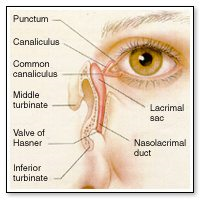 Punctum
Canaliculus
Common
canaliculus
Middle
turbinate
Valve of
Hasner
Inferior
turbinate
Lacrimal
sac
Nasolacrimal
duct